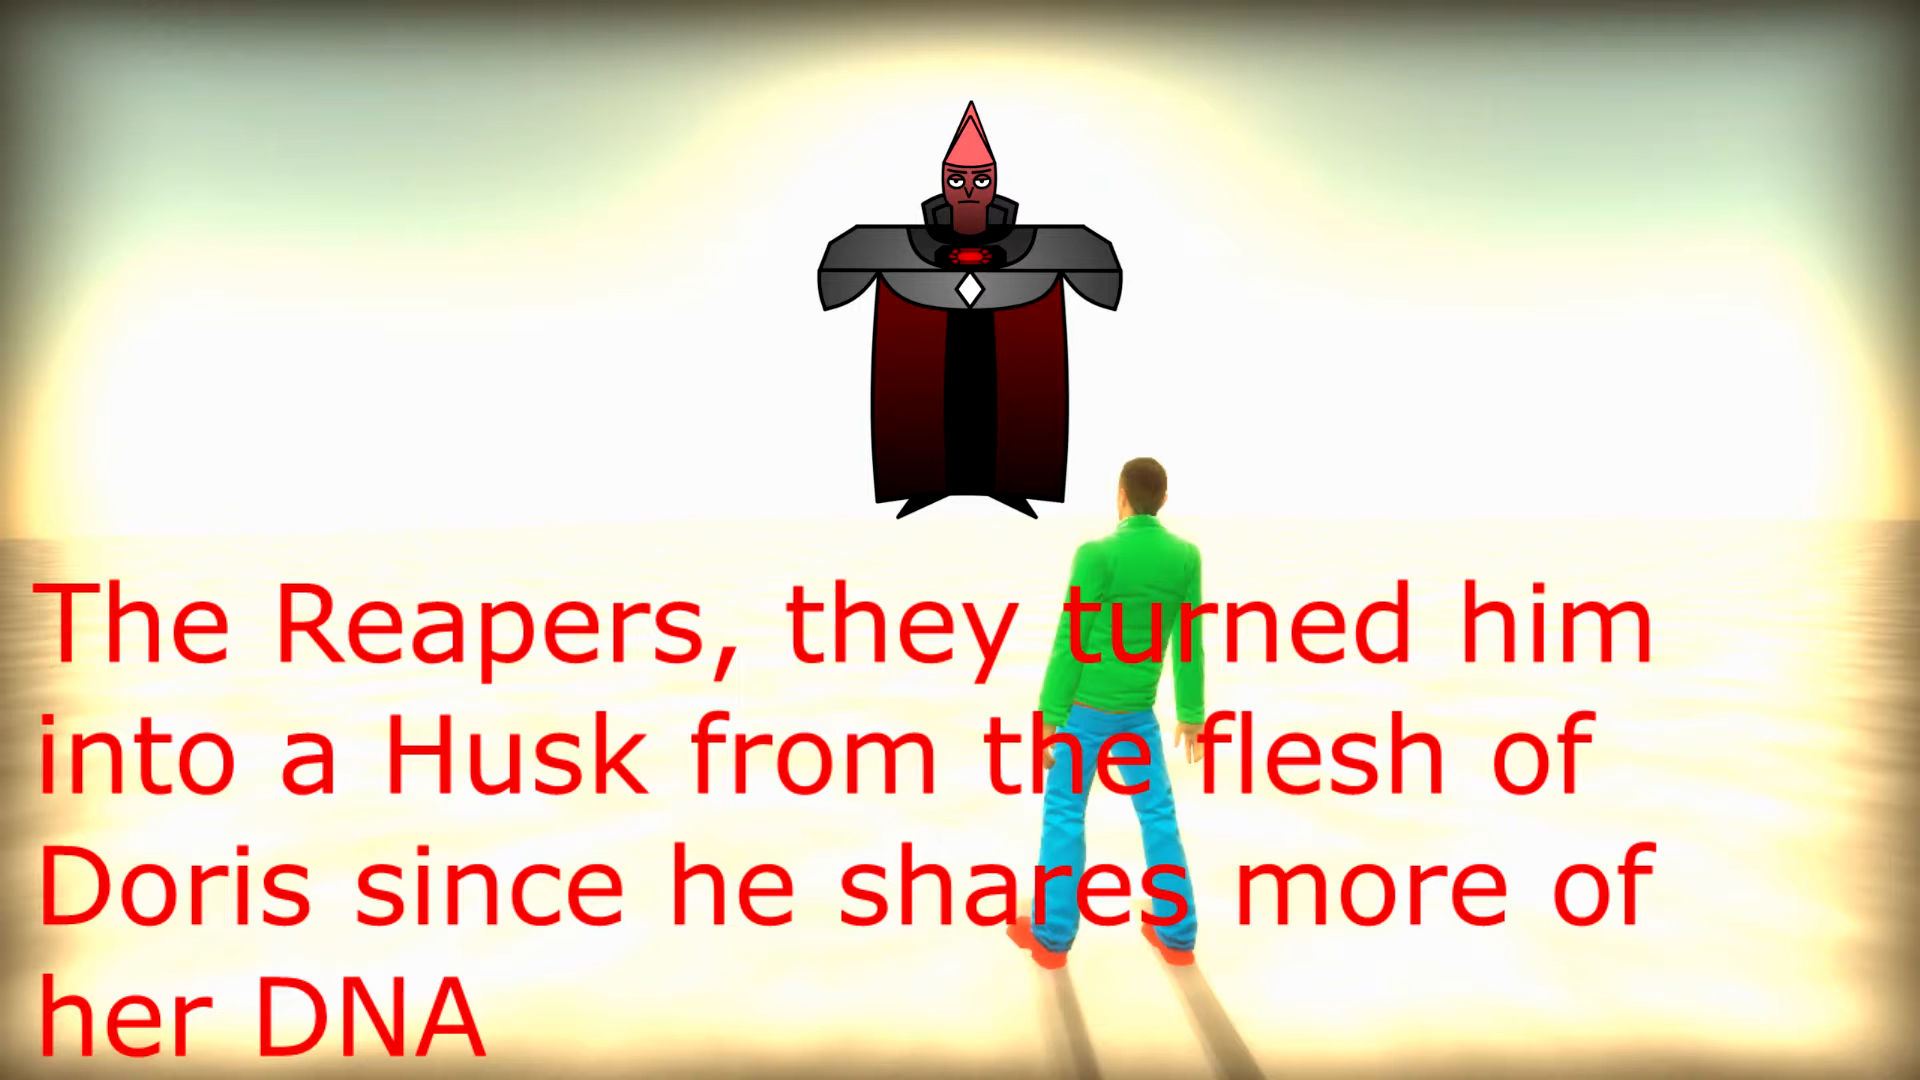 The Reapers, they turned him
into a Husk from the flesh of
Doris since he shares more of
her DNA